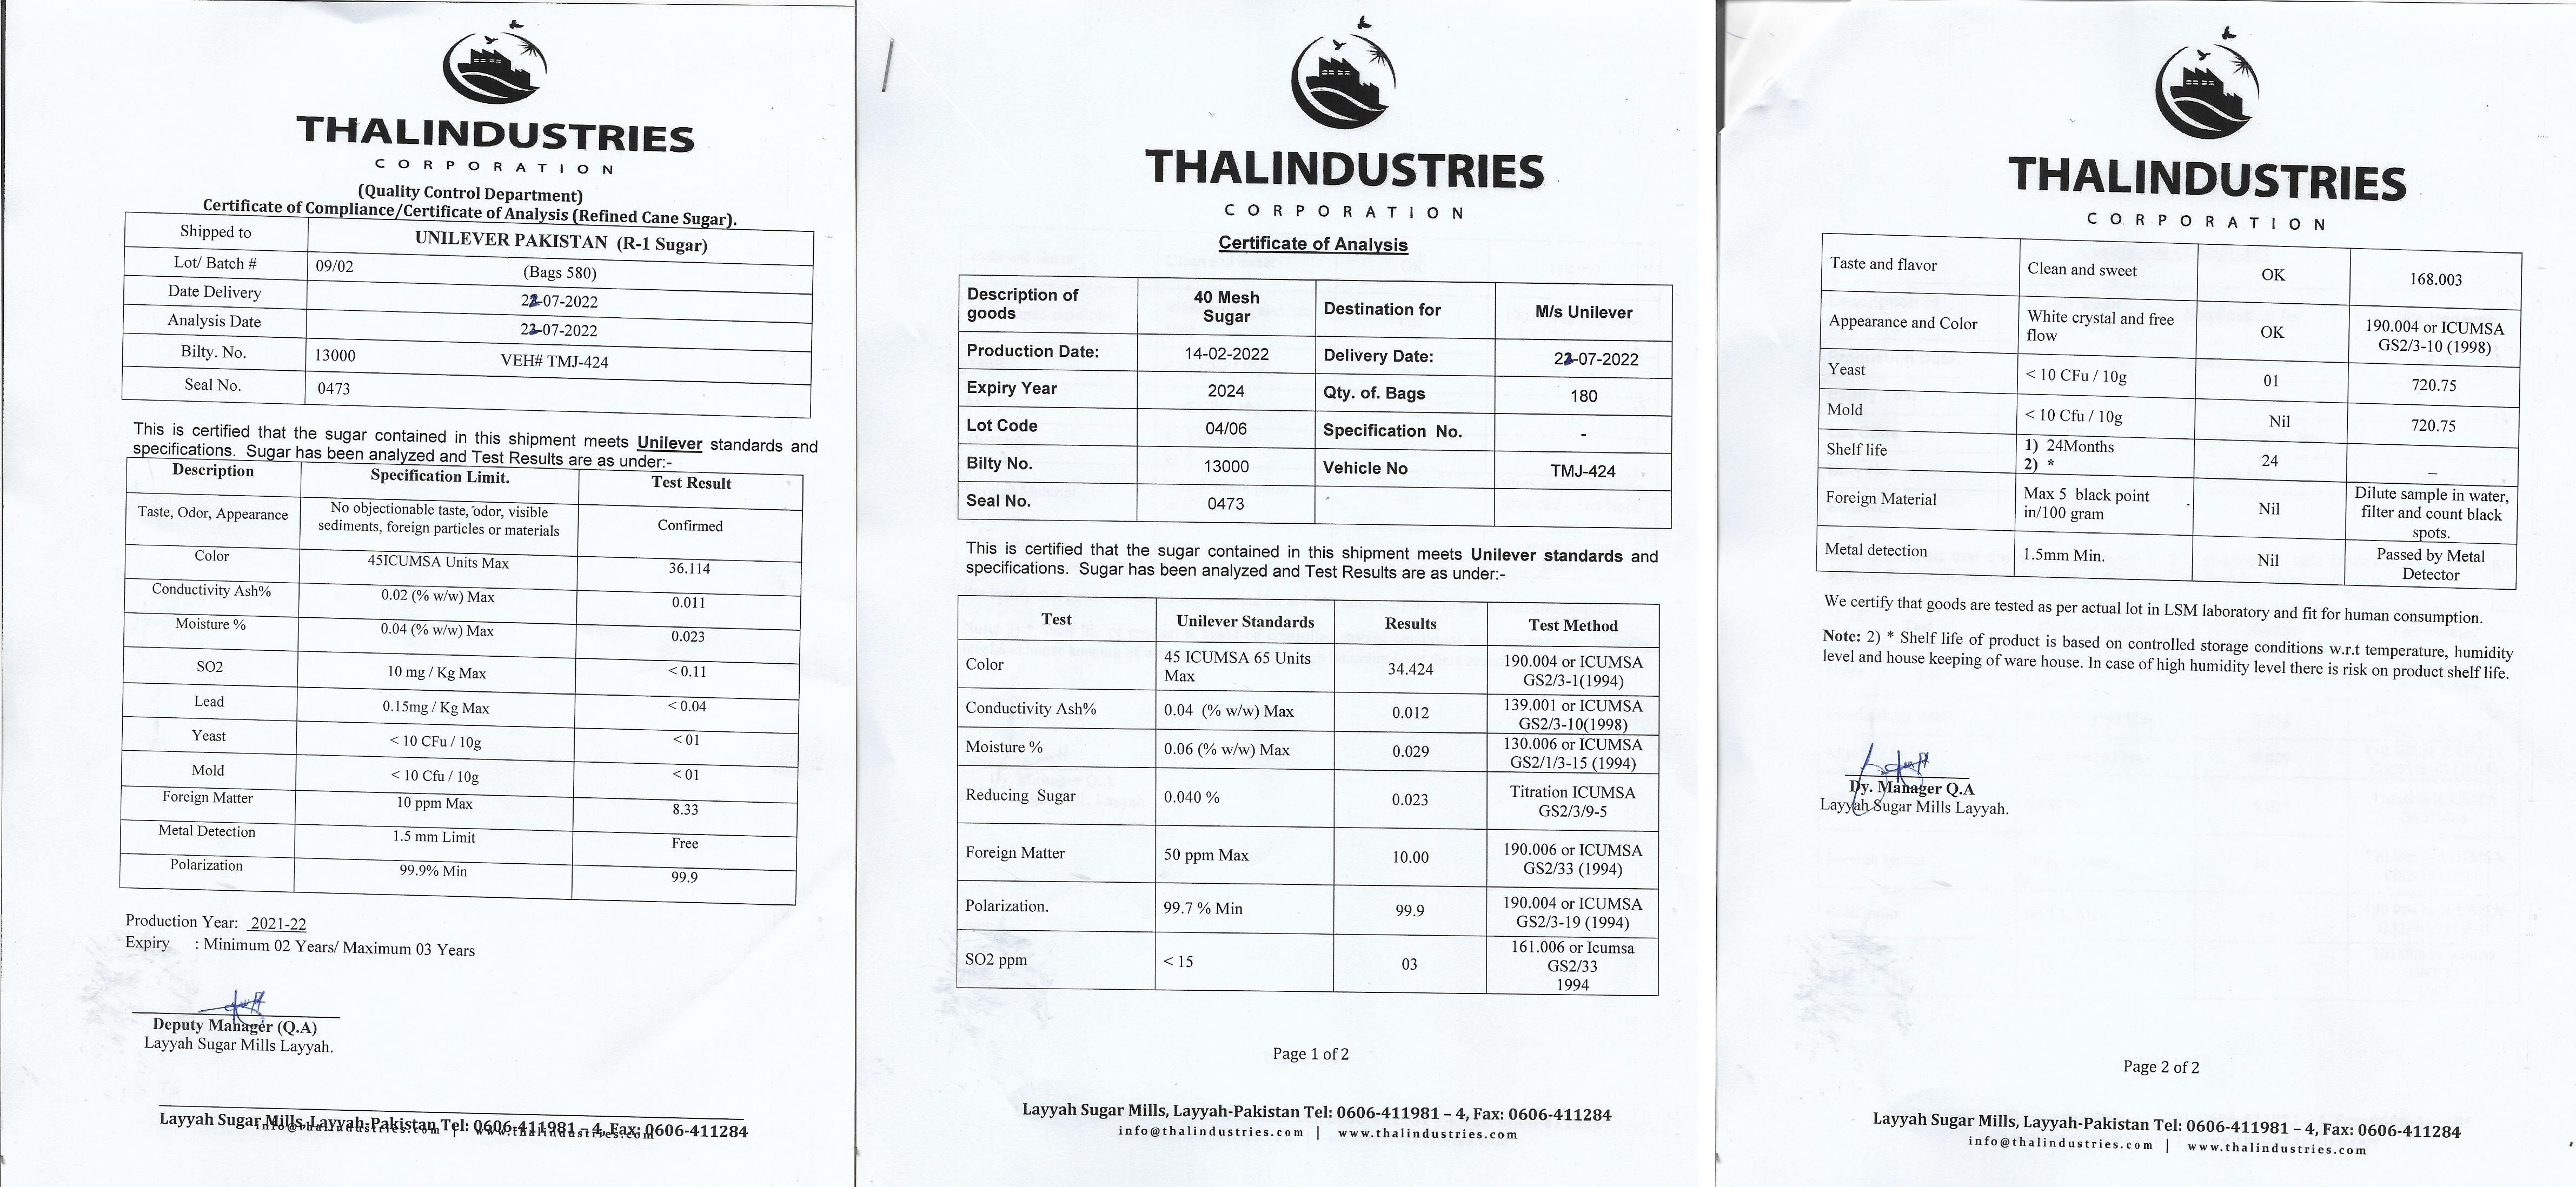 THALINDUSTRIES
CORPORATION
(Quality Control Department)
Certificate of Compliance/Certificate of Analysis (Refined Cane Sugar).
Shipped to UNILEVER PAKISTAN (R-1 Sugar)
Lot/ Batch # 09/02 (Bags 580)
Date Delivery -07-2022
Analysis Date -07-2022
Bilty. No. 13000 VEH# TMJ-424
Seal No. 0473
This is certified that the sugar contained in this shipment meets Unilever standards and
specifications. Sugar has been analyzed and Test Results are as under:-
Description Specification Limit. Test Result
Taste, Odor, Appearance No objectionable taste, odor, visible sediments, foreign particles or materials Confirmed
Color 45ICUMSA Units Max 36.114
Conductivity Ash% 0.02 (% w/w) Max 0.011
Moisture % 0.04 (% w/w) Max 0.023
SO2 10 mg / Kg Max < 0.11
Lead 0.15mg / Kg Max < 0.04
Yeast < 10 CFu / 10g < 01
Mold < 10 Cfu / 10g < 01
Foreign Matter 10 ppm Max 8.33
Metal Detection 1.5 mm Limit Free
Polarization 99.9% Min 99.9
Production Year: 2021-22
Expiry : Minimum 02 Years/ Maximum 03 Years
Deputy Manager (Q.A)
Layyah Sugar Mills Layyah.
Layyah Sugar Mills, Layyah-Pakistan Tel: 0606-411981 – 4, Fax: 0606-411284
info@thalindustries.com | www.thalindustries.com
THALINDUSTRIES
CORPORATION
Certificate of Analysis
Description of goods 40 Mesh Sugar Destination for M/s Unilever
Production Date: 14-02-2022 Delivery Date: -07-2022
Expiry Year 2024 Qty. of. Bags 180
Lot Code 04/06 Specification No. -
Bilty No. 13000 Vehicle No TMJ-424
Seal No. 0473
This is certified that the sugar contained in this shipment meets Unilever standards and
specifications. Sugar has been analyzed and Test Results are as under:-
Test Unilever Standards Results Test Method
Color 45 ICUMSA 65 Units Max 34.424 190.004 or ICUMSA GS2/3-1(1994)
Conductivity Ash% 0.04 (% w/w) Max 0.012 139.001 or ICUMSA GS2/3-10(1998)
Moisture % 0.06 (% w/w) Max 0.029 130.006 or ICUMSA GS2/1/3-15 (1994)
Reducing Sugar 0.040 % 0.023 Titration ICUMSA GS2/3/9-5
Foreign Matter 50 ppm Max 10.00 190.006 or ICUMSA GS2/33 (1994)
Polarization. 99.7 % Min 99.9 190.004 or ICUMSA GS2/3-19 (1994)
SO2 ppm < 15 03 161.006 or Icumsa GS2/33 1994
Page 1 of 2
Layyah Sugar Mills, Layyah-Pakistan Tel: 0606-411981 – 4, Fax: 0606-411284
info@thalindustries.com | www.thalindustries.com
THALINDUSTRIES
CORPORATION
Taste and flavor Clean and sweet OK 168.003
Appearance and Color White crystal and free flow OK 190.004 or ICUMSA GS2/3-10 (1998)
Yeast < 10 CFu / 10g 01 720.75
Mold < 10 Cfu / 10g Nil 720.75
Shelf life 1) 24Months 2) * 24 –
Foreign Material Max 5 black point in/100 gram Nil Dilute sample in water, filter and count black spots.
Metal detection 1.5mm Min. Nil Passed by Metal Detector
We certify that goods are tested as per actual lot in LSM laboratory and fit for human consumption.
Note: 2) * Shelf life of product is based on controlled storage conditions w.r.t temperature, humidity
level and house keeping of ware house. In case of high humidity level there is risk on product shelf life.
Dy. Manager Q.A
Layyah Sugar Mills Layyah.
Page 2 of 2
Layyah Sugar Mills, Layyah-Pakistan Tel: 0606-411981 – 4, Fax: 0606-411284
info@thalindustries.com | www.thalindustries.com